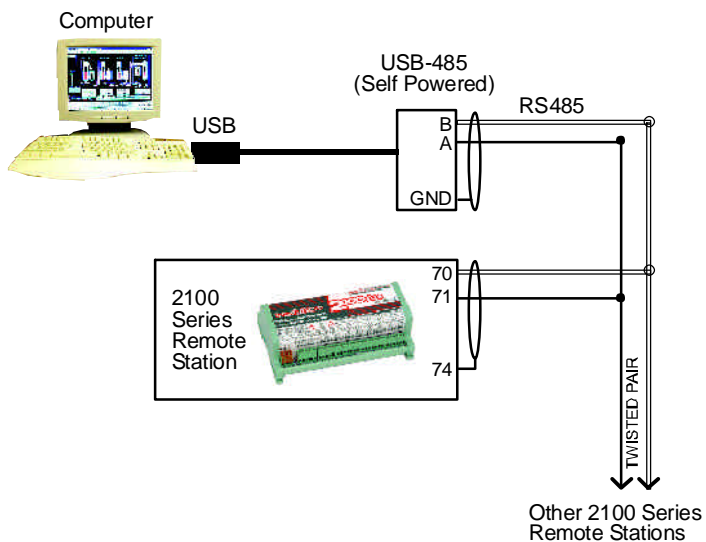 Computer
USB
USB-485
(Self Powered)
B
A
GND
RS485
2100
Series
Remote
Station
70
71
74
TWISTED PAIR
Other 2100 Series
Remote Stations